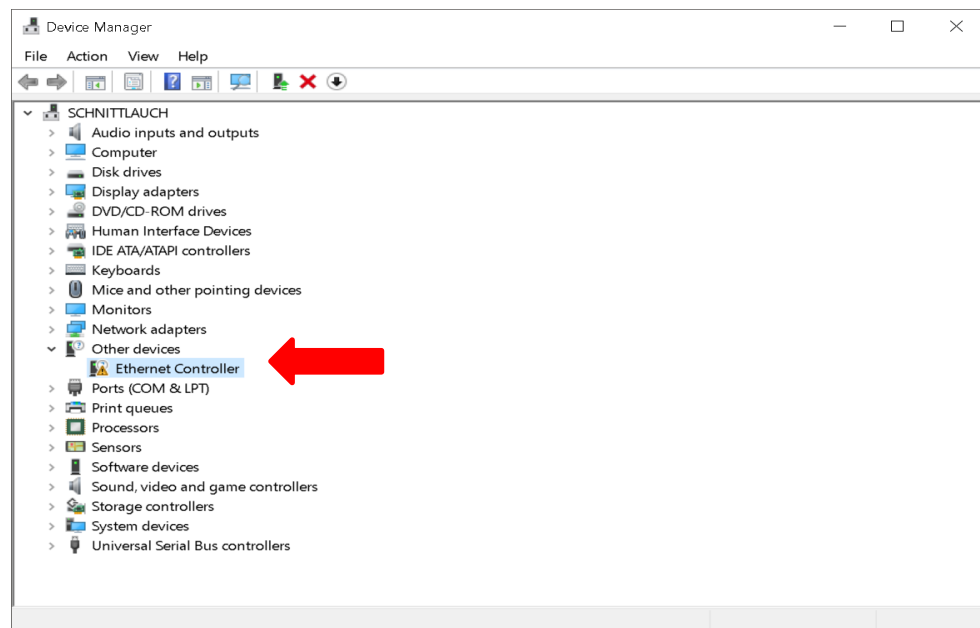 Device Manager
File Action View Help
SCHNITTLAUCH
Audio inputs and outputs
Computer
Disk drives
Display adapters
DVD/CD-ROM drives
Human Interface Devices
IDE ATA/ATAPI controllers
Keyboards
Mice and other pointing devices
Monitors
Network adapters
Other devices
Ethernet Controller
Ports (COM & LPT)
Print queues
Processors
Sensors
Software devices
Sound, video and game controllers
Storage controllers
System devices
Universal Serial Bus controllers